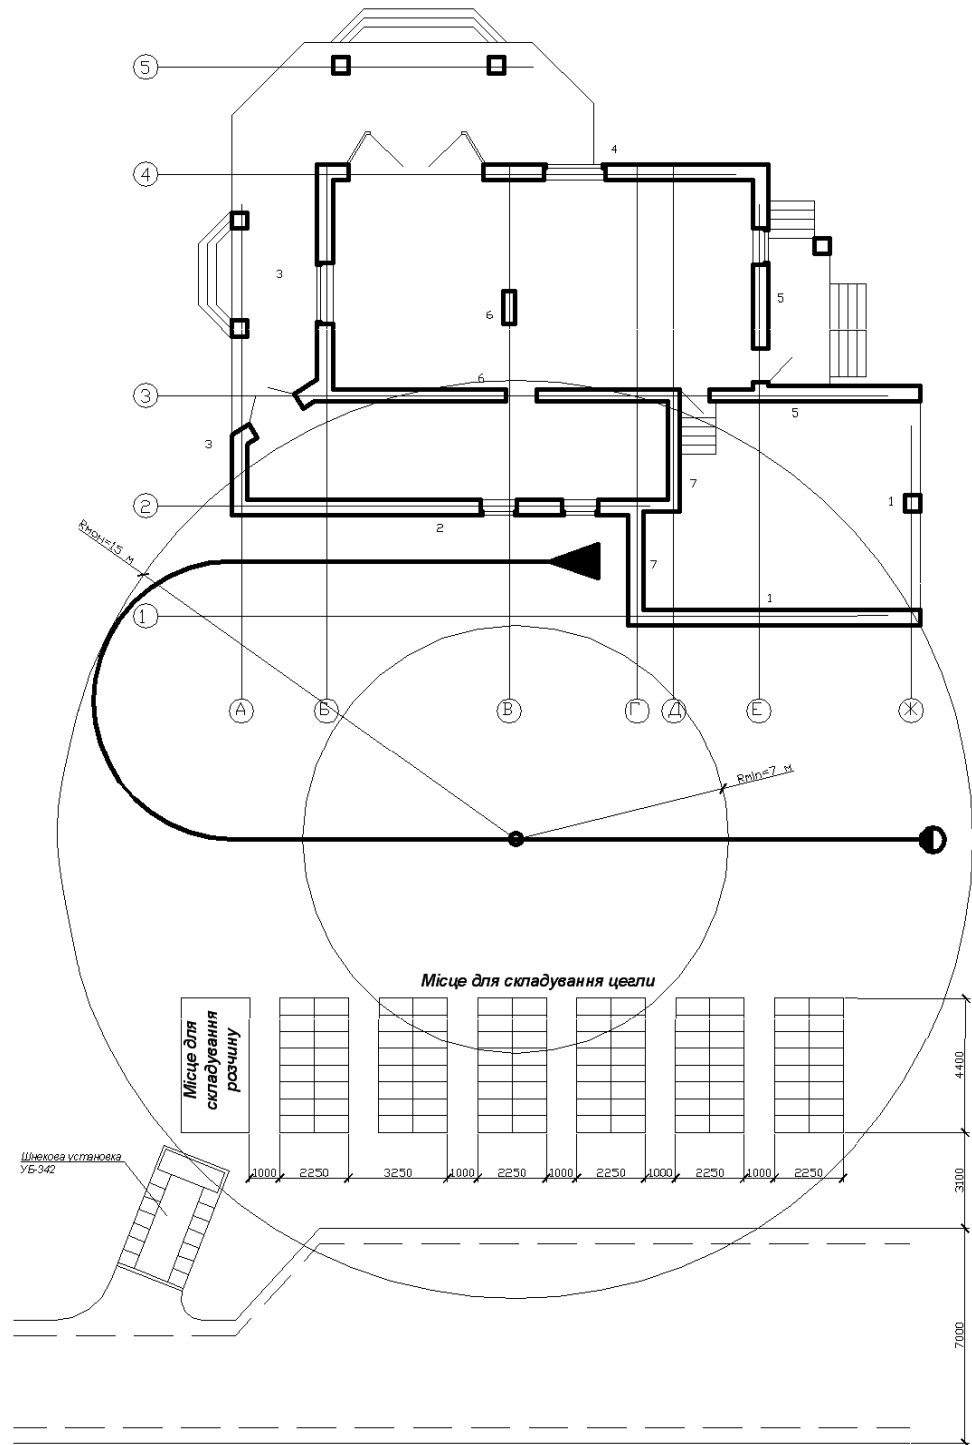 5
4
4
3
5
6
6
3
5
3
1
7
2
2
Rмон=15 м
7
1
1
А
Б
В
Г
Д
Е
Ж
Rmin=7 м
Місце для складування цегли
Місце для
складування
розчину
4400
Шнекова установка
УБ-342
1000
2250
3250
1000
2250
1000
2250
1000
2250
1000
2250
3100
7000